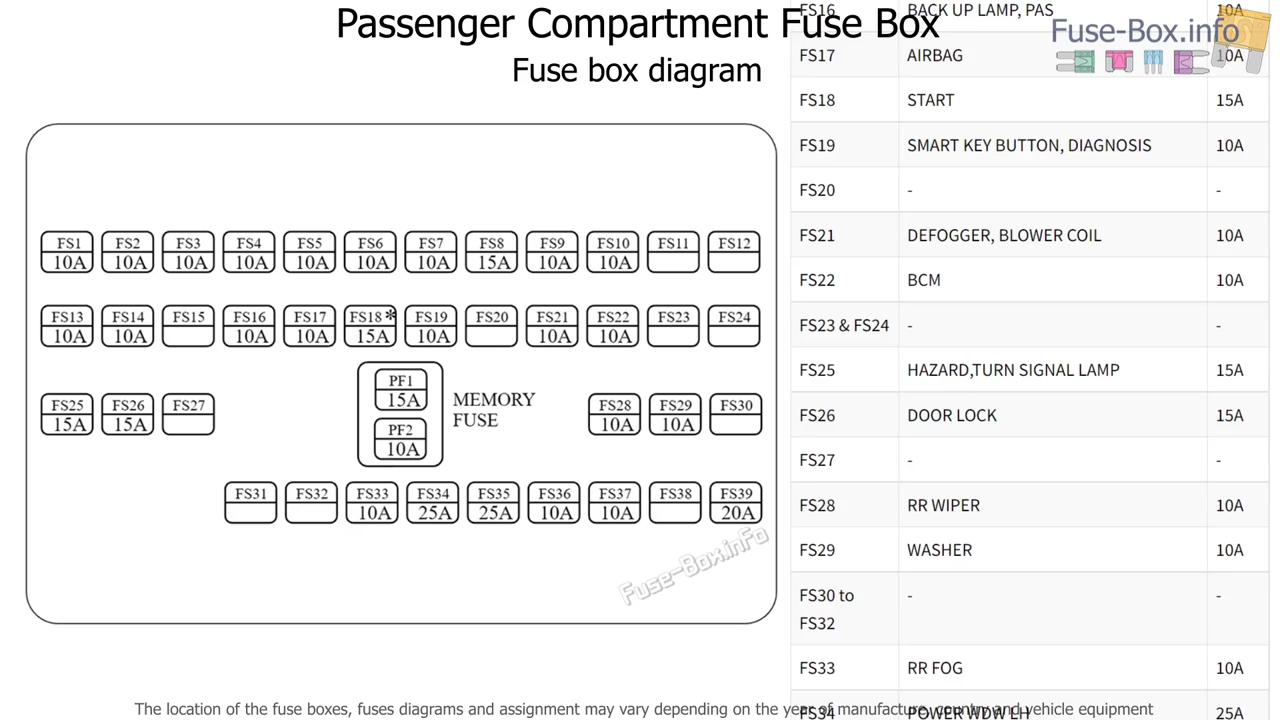 Passenger Compartment Fuse Box
Fuse box diagram
Fuse-Box.info
FS1 FS2 FS3 FS4 FS5 FS6 FS7 FS8 FS9 FS10 FS11 FS12
10A 10A 10A 10A 10A 10A 10A 15A 10A 10A
FS13 FS14 FS15 FS16 FS17 FS18* FS19 FS20 FS21 FS22 FS23 FS24
10A 10A 10A 10A 15A 10A 10A 10A
PF1
15A
PF2
10A
MEMORY
FUSE
FS25 FS26 FS27 FS28 FS29 FS30
15A 15A 10A 10A
FS31 FS32 FS33 FS34 FS35 FS36 FS37 FS38 FS39
10A 25A 25A 10A 10A 20A
Fuse-Box.info
FS16 BACK UP LAMP, PAS 10A
FS17 AIRBAG 10A
FS18 START 15A
FS19 SMART KEY BUTTON, DIAGNOSIS 10A
FS20 - -
FS21 DEFOGGER, BLOWER COIL 10A
FS22 BCM 10A
FS23 & FS24 - -
FS25 HAZARD,TURN SIGNAL LAMP 15A
FS26 DOOR LOCK 15A
FS27 - -
FS28 RR WIPER 10A
FS29 WASHER 10A
FS30 to - -
FS32
FS33 RR FOG 10A
FS34 POWER WDW LH 25A
The location of the fuse boxes, fuses diagrams and assignment may vary depending on the year of manufacture, country and vehicle equipment